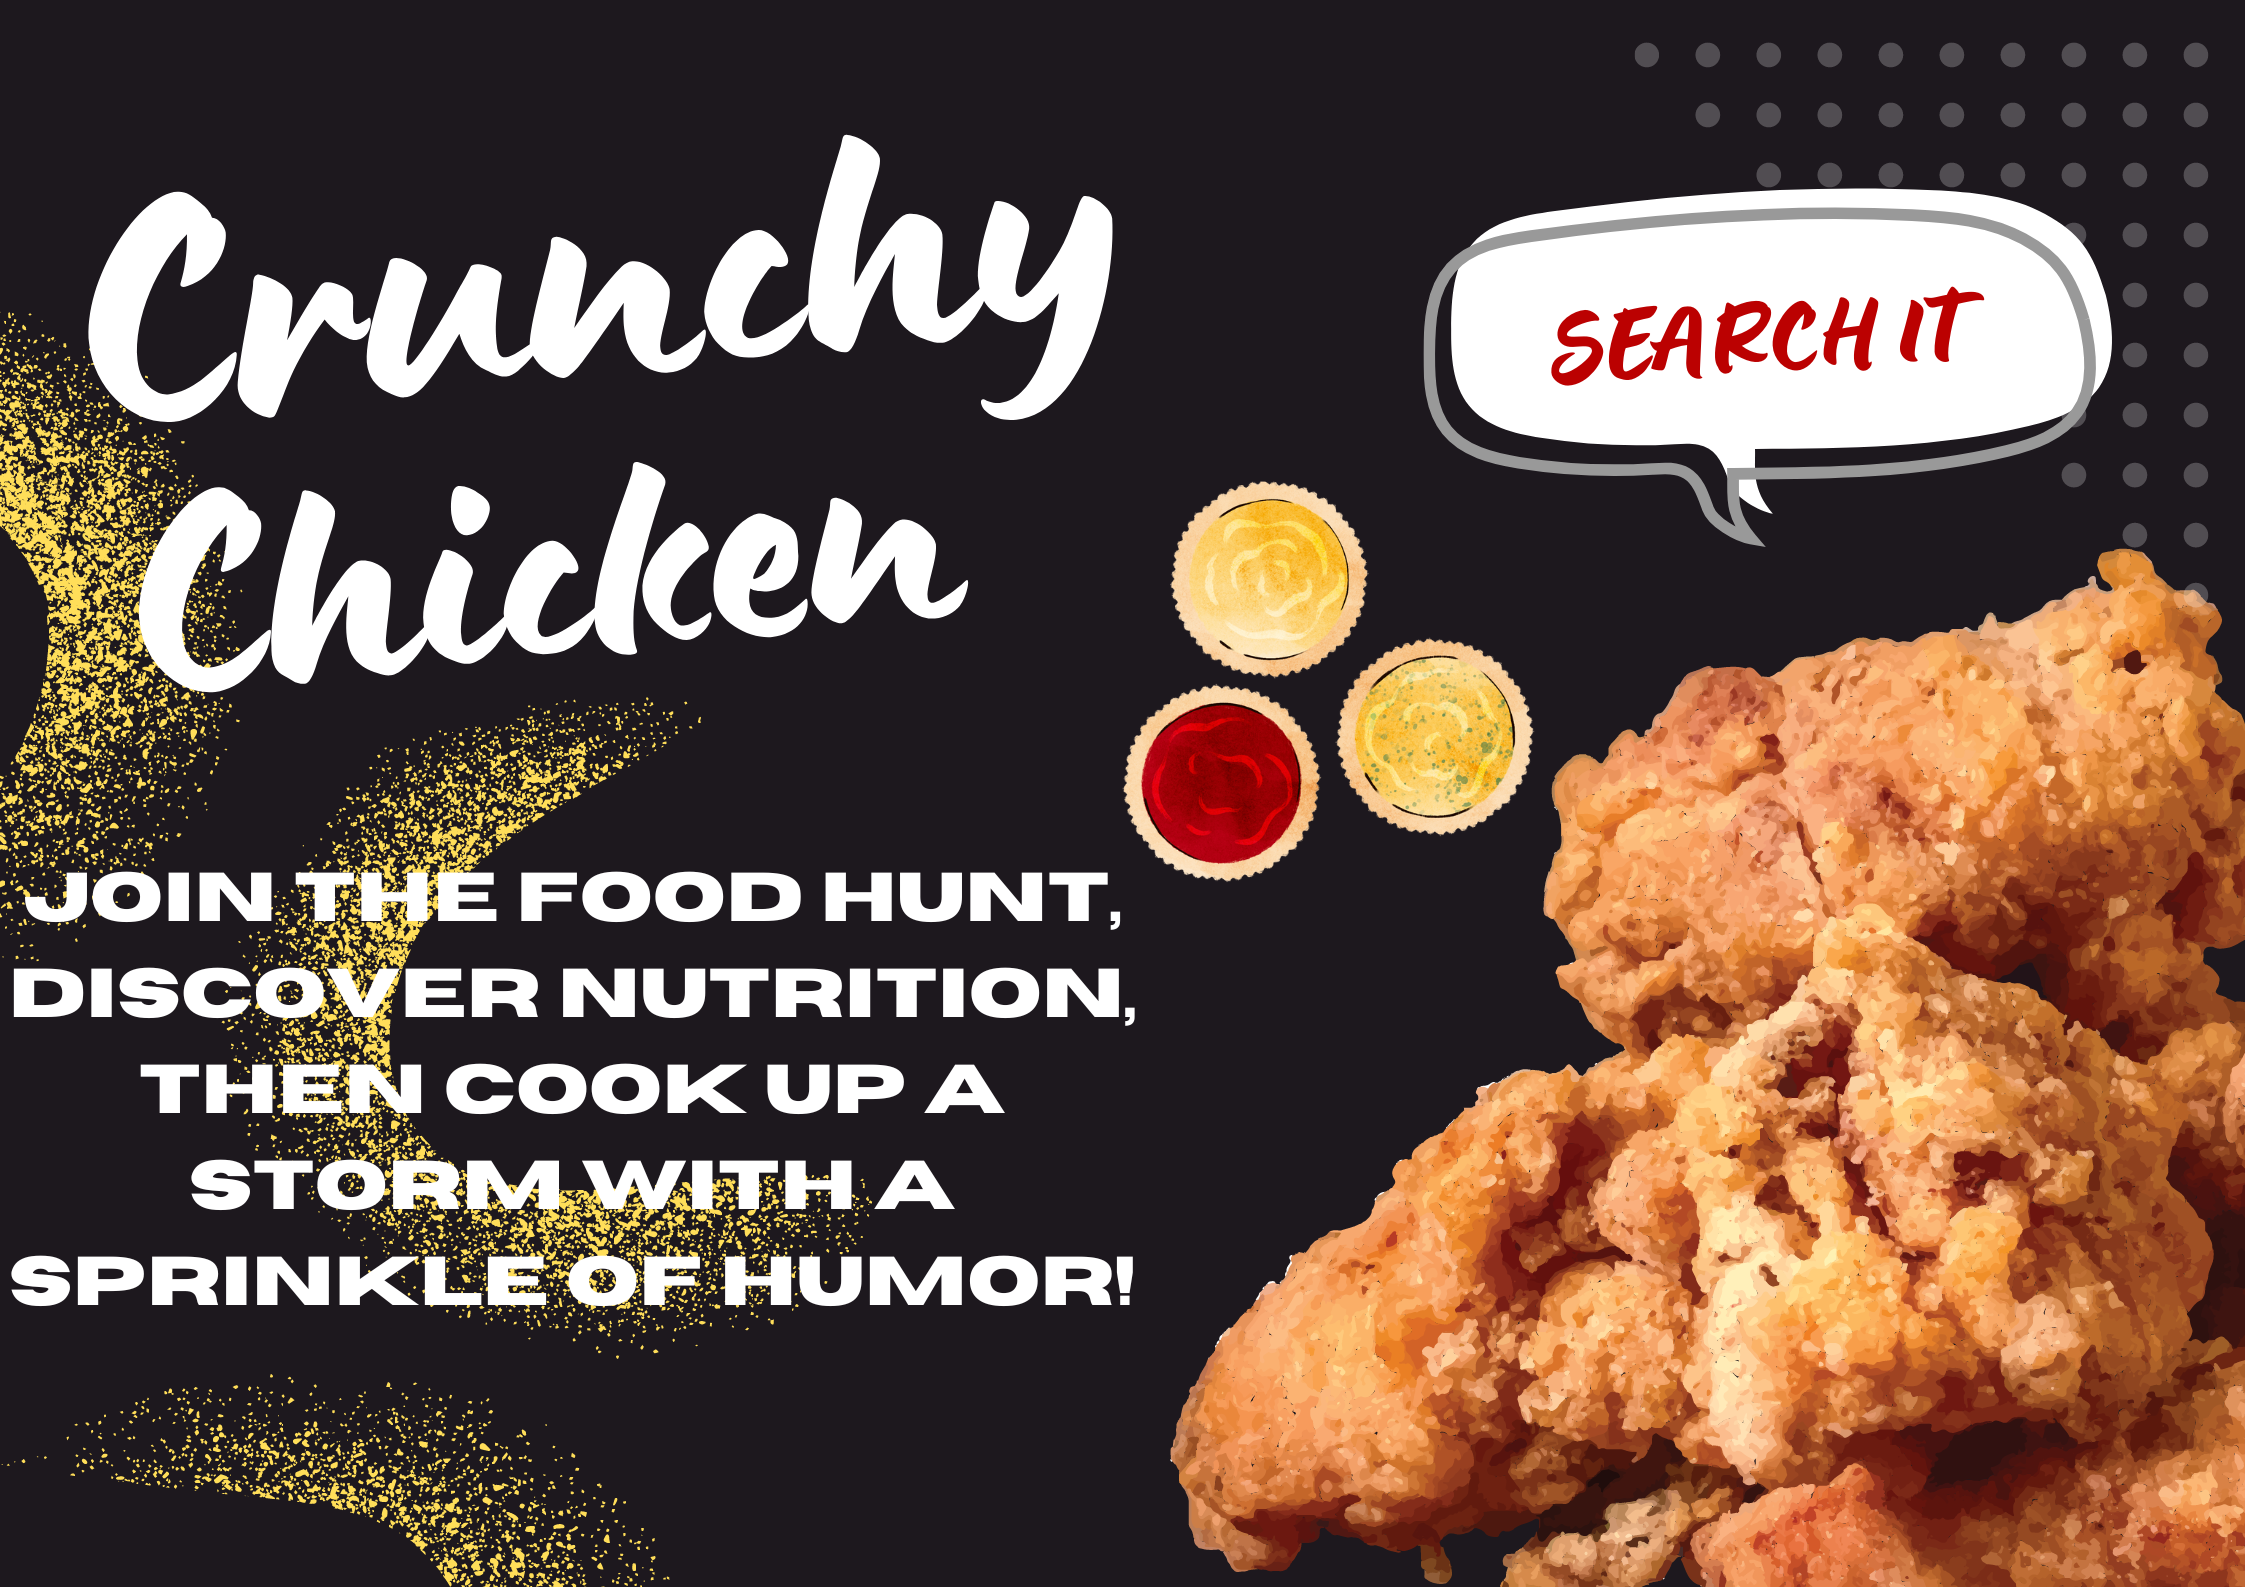 Crunchy
Chicken
SEARCH IT
JOIN THE FOOD HUNT,
DISCOVER NUTRITION,
THEN COOK UP A
STORM WITH A
SPRINKLE OF HUMOR!